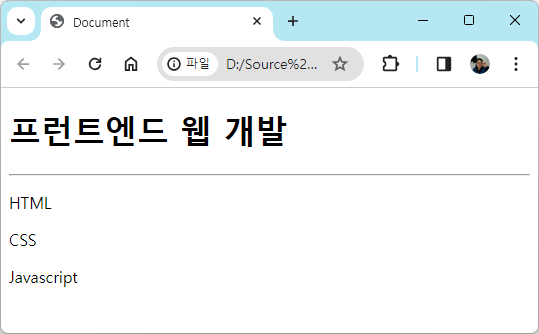 Document
파일 D:/Source%2...
프런트엔드 웹 개발
HTML
CSS
Javascript